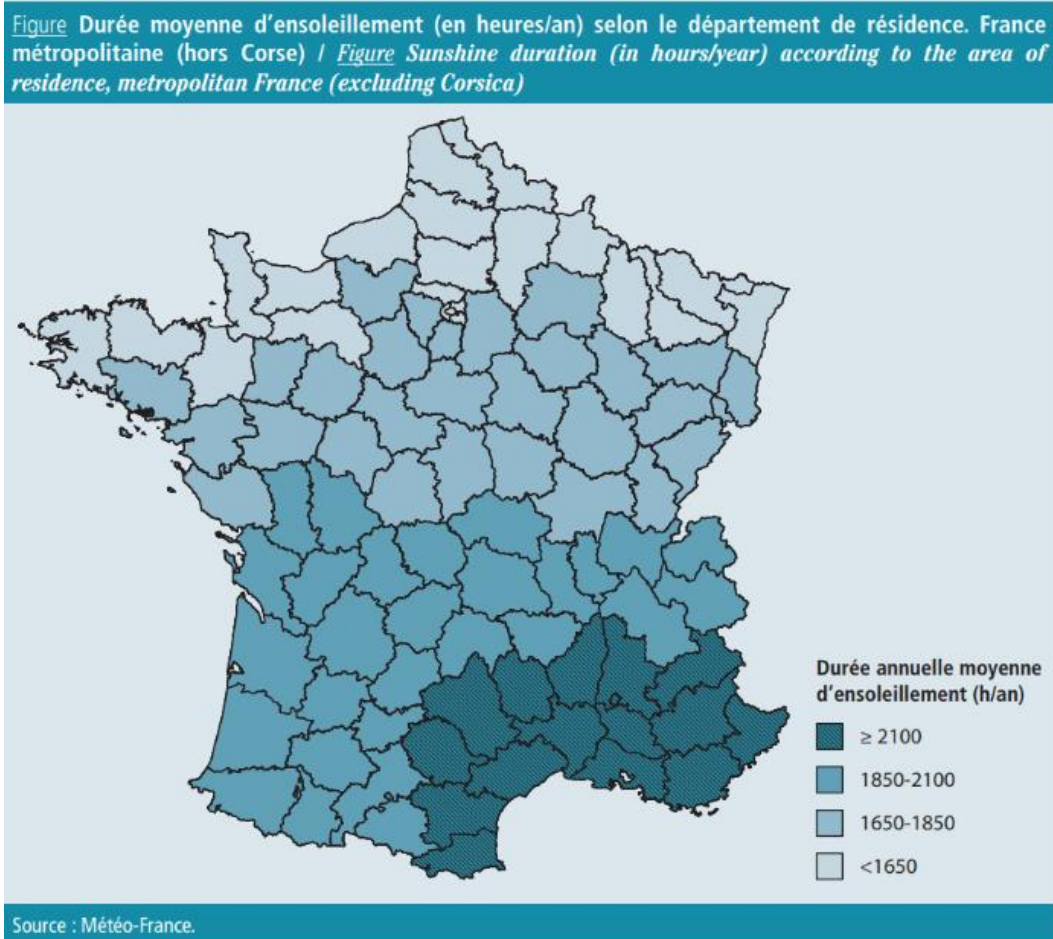 Figure Durée moyenne d'ensoleillement (en heures/an) selon le département de résidence. France
métropolitaine (hors Corse) / Figure Sunshine duration (in hours/year) according to the area of
residence, metropolitan France (excluding Corsica)
Durée annuelle moyenne
d'ensoleillement (h/an)
≥ 2100
1850-2100
1650-1850
<1650
Source : Météo-France.